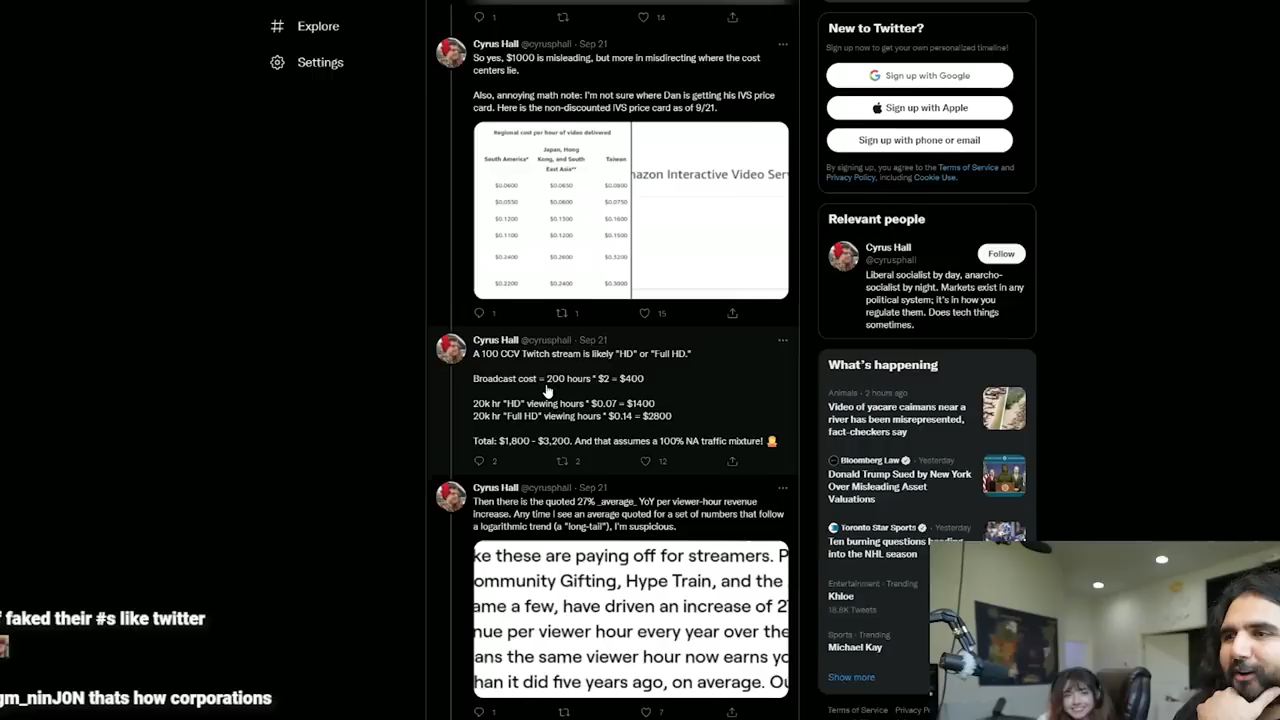 Explore
Settings
f faked their #s like twitter
gm_ninJ0N thats how corporations
1
14
Cyrus Hall @cyrusphall · Sep 21
So yes, $1000 is misleading, but more in misdirecting where the cost
centers lie.
Also, annoying math note: I'm not sure where Dan is getting his IVS price
card. Here is the non-discounted IVS price card as of 9/21.
Regional cost per hour of video delivered
South America* Japan, Hong Kong, and South East Asia** Taiwan
$0.0600 $0.0650 $0.0800
$0.0550 $0.0600 $0.0750
$0.1200 $0.1300 $0.1600
$0.1100 $0.1200 $0.1500
$0.2400 $0.2600 $0.3200
$0.2200 $0.2400 $0.3000
azon Interactive Video Ser
1 1 15
Cyrus Hall @cyrusphall · Sep 21
A 100 CCV Twitch stream is likely "HD" or "Full HD."
Broadcast cost = 200 hours * $2 = $400
20k hr "HD" viewing hours * $0.07 = $1400
20k hr "Full HD" viewing hours * $0.14 = $2800
Total: $1,800 - $3,200. And that assumes a 100% NA traffic mixture!
2 2 12
Cyrus Hall @cyrusphall · Sep 21
Then there is the quoted 27% _average_ YoY per viewer-hour revenue
increase. Any time I see an average quoted for a set of numbers that follow
a logarithmic trend (a "long-tail"), I'm suspicious.
ke these are paying off for streamers. P
ommunity Gifting, Hype Train, and the
ame a few, have driven an increase of 2
nue per viewer hour every year over the
ans the same viewer hour now earns yo
han it did five years ago, on average. Ou
1 7
New to Twitter?
Sign up now to get your own personalized timeline!
Sign up with Google
Sign up with Apple
Sign up with phone or email
By signing up, you agree to the Terms of Service and
Privacy Policy, including Cookie Use.
Relevant people
Cyrus Hall
@cyrusphall
Follow
Liberal socialist by day, anarcho-
socialist by night. Markets exist in any
political system; it's in how you
regulate them. Does tech things
sometimes.
What's happening
Animals · 2 hours ago
Video of yacare caimans near a
river has been misrepresented,
fact-checkers say
Bloomberg Law · Yesterday
Donald Trump Sued by New York
Over Misleading Asset
Valuations
Toronto Star Sports · Yesterday
Ten burning questions heading
into the NHL season
Entertainment · Trending
Khloe
18.8K Tweets
Sports · Trending
Michael Kay
Show more
Terms of Service Privacy P